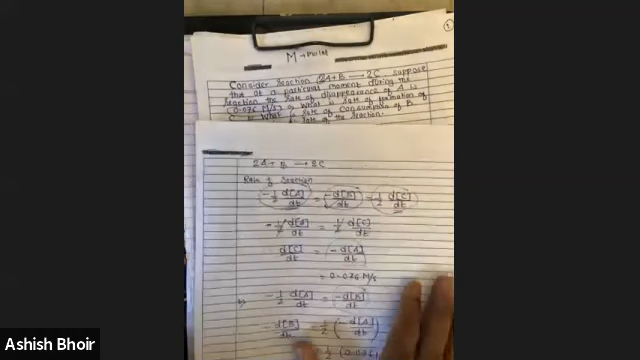 M → molar
Consider reaction (2A+B → 2C, suppose
that at a particular moment during the
reaction the rate of disappearance of A is
(0.076 M/s) a. What is rate of formation of
C b. What is rate of consumption of B
rate of the reaction.
2A + B → 2C
Rate of reaction
-1/2 d[A]/dt = -d[B]/dt = 1/2 d[C]/dt
-1/2 d[A]/dt = 1/2 d[C]/dt
d[C]/dt = -d[A]/dt
= 0.076 M/s
b) -1/2 d[A]/dt = -d[B]/dt
-d[B]/dt = 1/2 (-d[A]/dt)
= 1/2 (0.076)
Ashish Bhoir